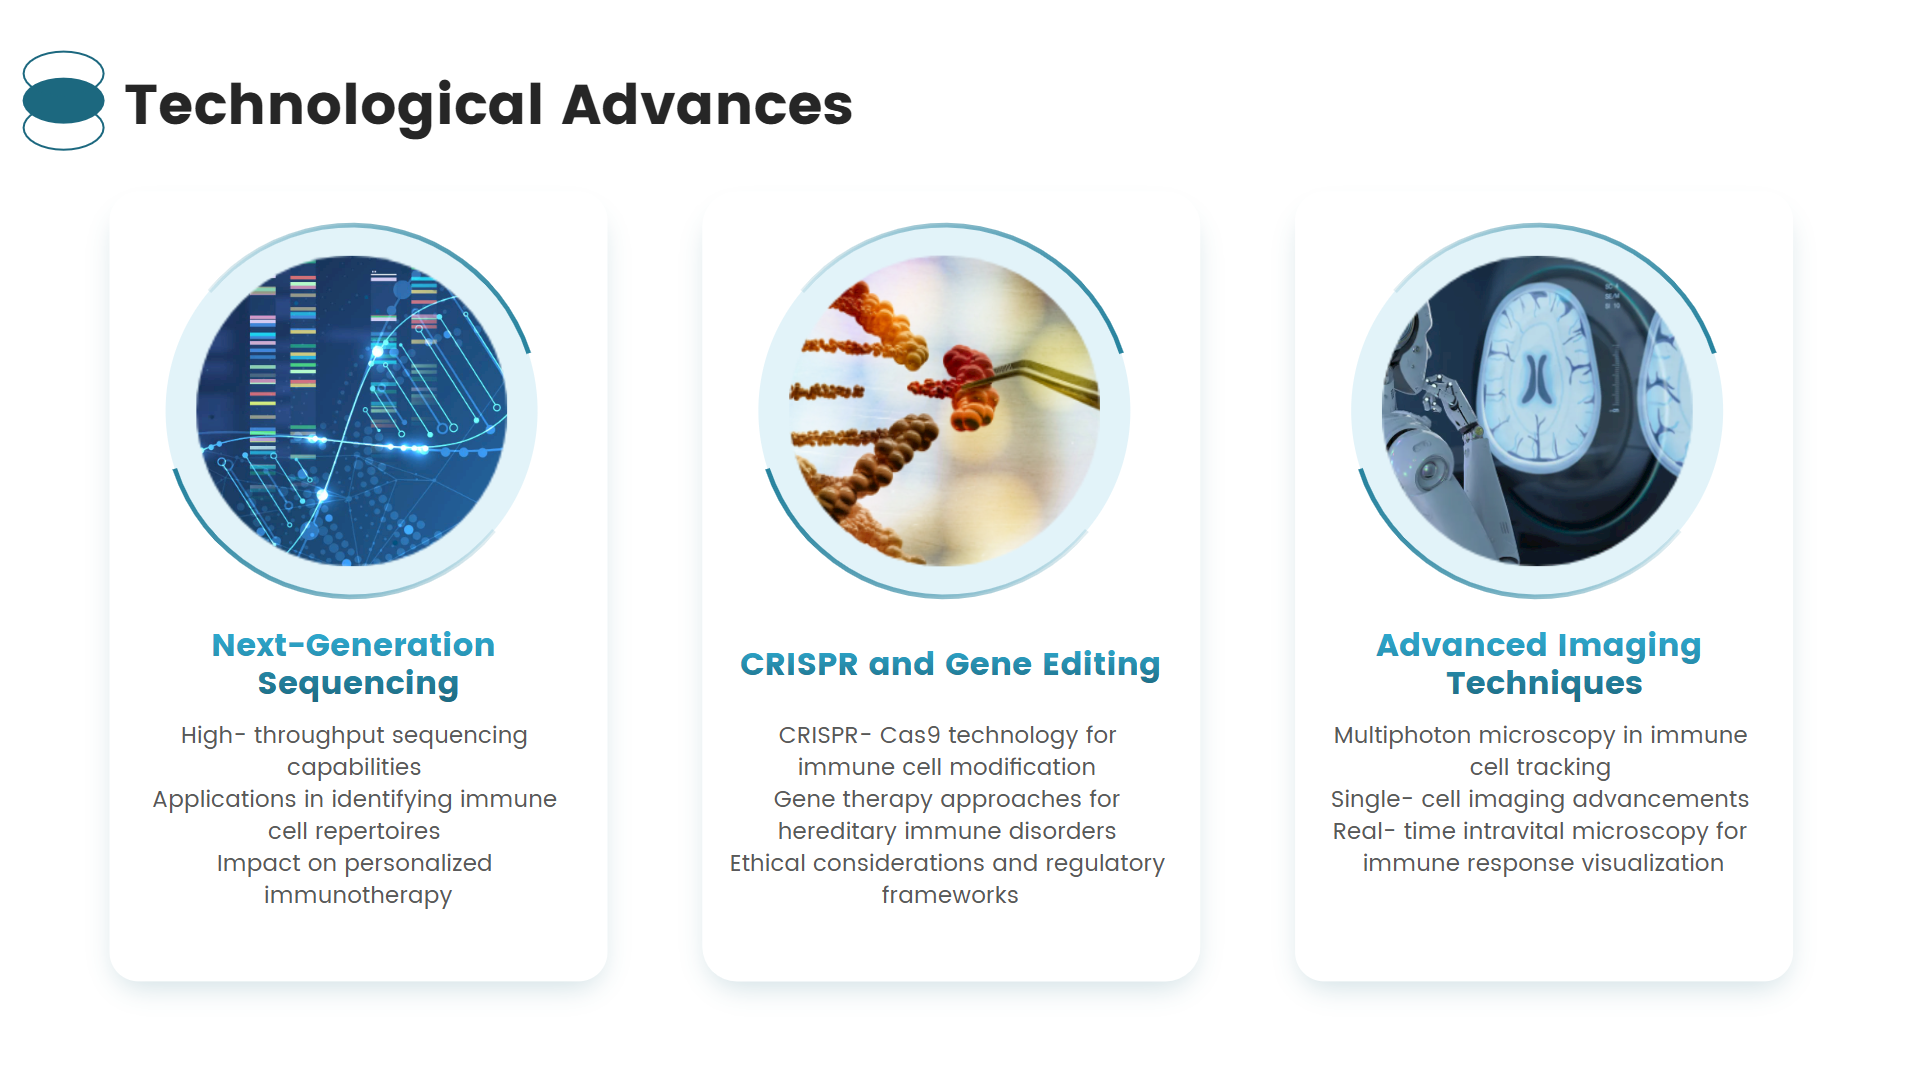 Technological Advances
Next-Generation
Sequencing
High- throughput sequencing
capabilities
Applications in identifying immune
cell repertoires
Impact on personalized
immunotherapy
CRISPR and Gene Editing
CRISPR- Cas9 technology for
immune cell modification
Gene therapy approaches for
hereditary immune disorders
Ethical considerations and regulatory
frameworks
Advanced Imaging
Techniques
Multiphoton microscopy in immune
cell tracking
Single- cell imaging advancements
Real- time intravital microscopy for
immune response visualization